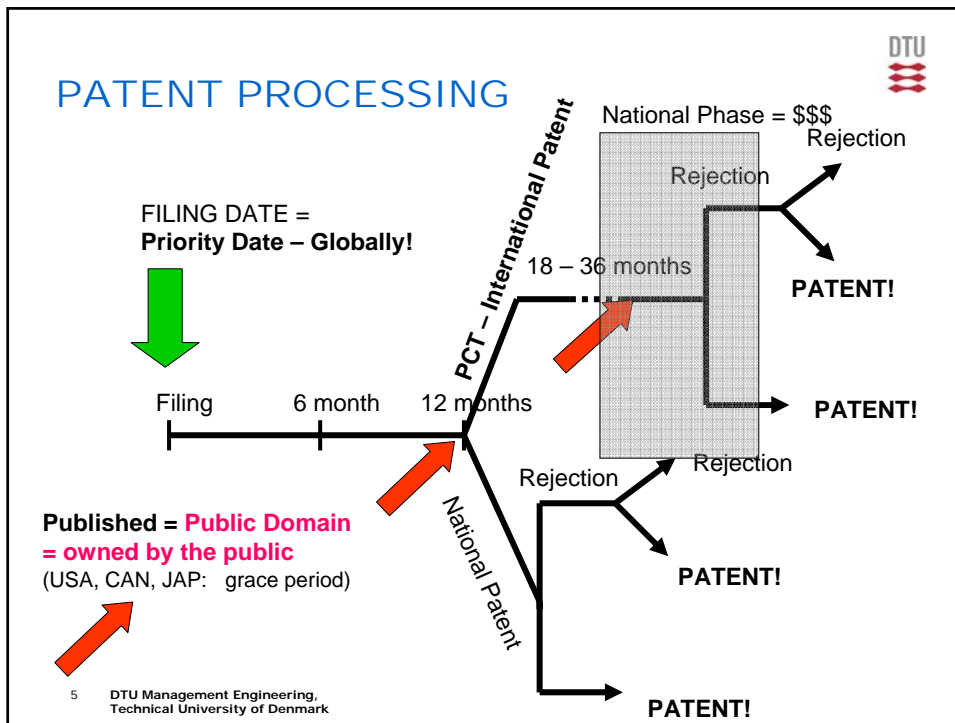 DTU
PATENT PROCESSING
National Phase = $$$
Rejection
Rejection
PCT – International Patent
FILING DATE =
Priority Date – Globally!
18 – 36 months
PATENT!
Filing
6 month
12 months
PATENT!
Rejection
Rejection
National Patent
Published = Public Domain
= owned by the public
(USA, CAN, JAP: grace period)
PATENT!
PATENT!
5
DTU Management Engineering,
Technical University of Denmark